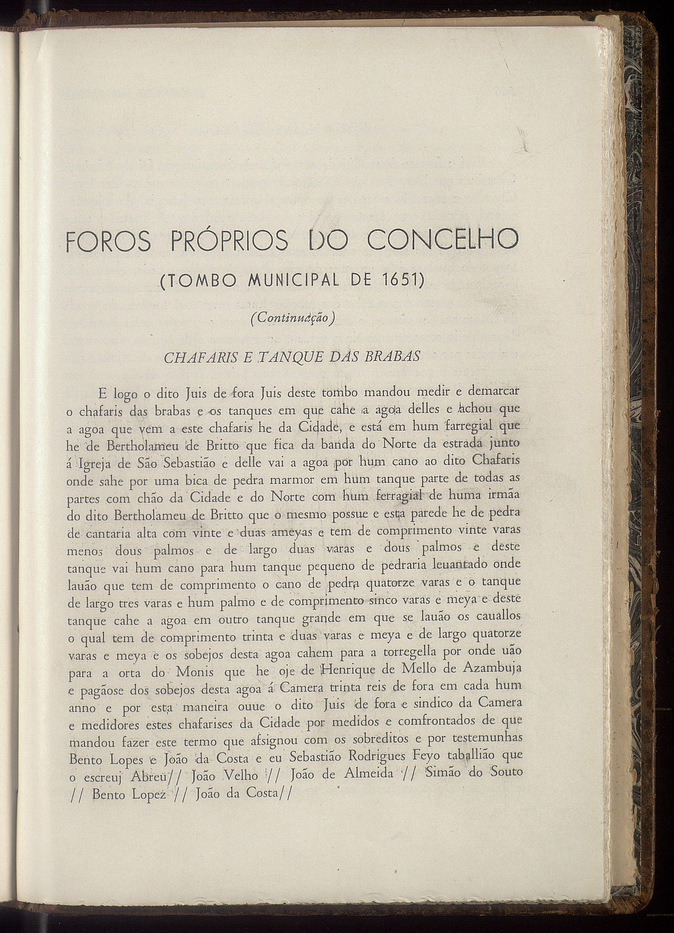 FOROS PRÓPRIOS DO CONCELHO
(TOMBO MUNICIPAL DE 1651)
(Continuação)
CHAFARIS E TANQUE DAS BRABAS
E logo o dito Juis de fora Juis deste tombo mandou medir e demarcar
o chafaris das brabas e os tanques em que cahe a agoa delles e achou que
a agoa que vem a este chafaris he da Cidade, e está em hum farregial que
he de Bertholameu de Britto que fica da banda do Norte da estrada junto
á Igreja de São Sebastião e delle vai a agoa por hum cano ao dito Chafaris
onde sahe por uma bica de pedra marmor em hum tanque parte de todas as
partes com chão da Cidade e do Norte com hum ferragial de huma irmãa
do dito Bertholameu de Britto que o mesmo possue e esta parede he de pedra
de cantaria alta com vinte e duas ameyas e tem de comprimento vinte varas
menos dous palmos e de largo duas varas e dous palmos e deste
tanque vai hum cano para hum tanque pequeno de pedraria leuantado onde
lauão que tem de comprimento o cano de pedra quatorze varas e o tanque
de largo tres varas e hum palmo e de comprimento sinco varas e meya e deste
tanque cahe a agoa em outro tanque grande em que se lauão os cauallos
o qual tem de comprimento trinta e duas varas e meya e de largo quatorze
varas e meya e os sobejos desta agoa cahem para a torregella por onde uão
para a orta do Monis que he oje de Henrique de Mello de Azambuja
e pagãose dos sobejos desta agoa á Camera trinta reis de fora em cada hum
anno e por esta maneira ouue o dito Juis de fora e sindico da Camera
e medidores estes chafarises da Cidade por medidos e comfrontados de que
mandou fazer este termo que afsignou com os sobreditos e por testemunhas
Bento Lopes e João da Costa e eu Sebastião Rodrigues Feyo taballião que
o escreuj Abreu// João Velho // João de Almeida // Simão do Souto
// Bento Lopez // João da Costa//